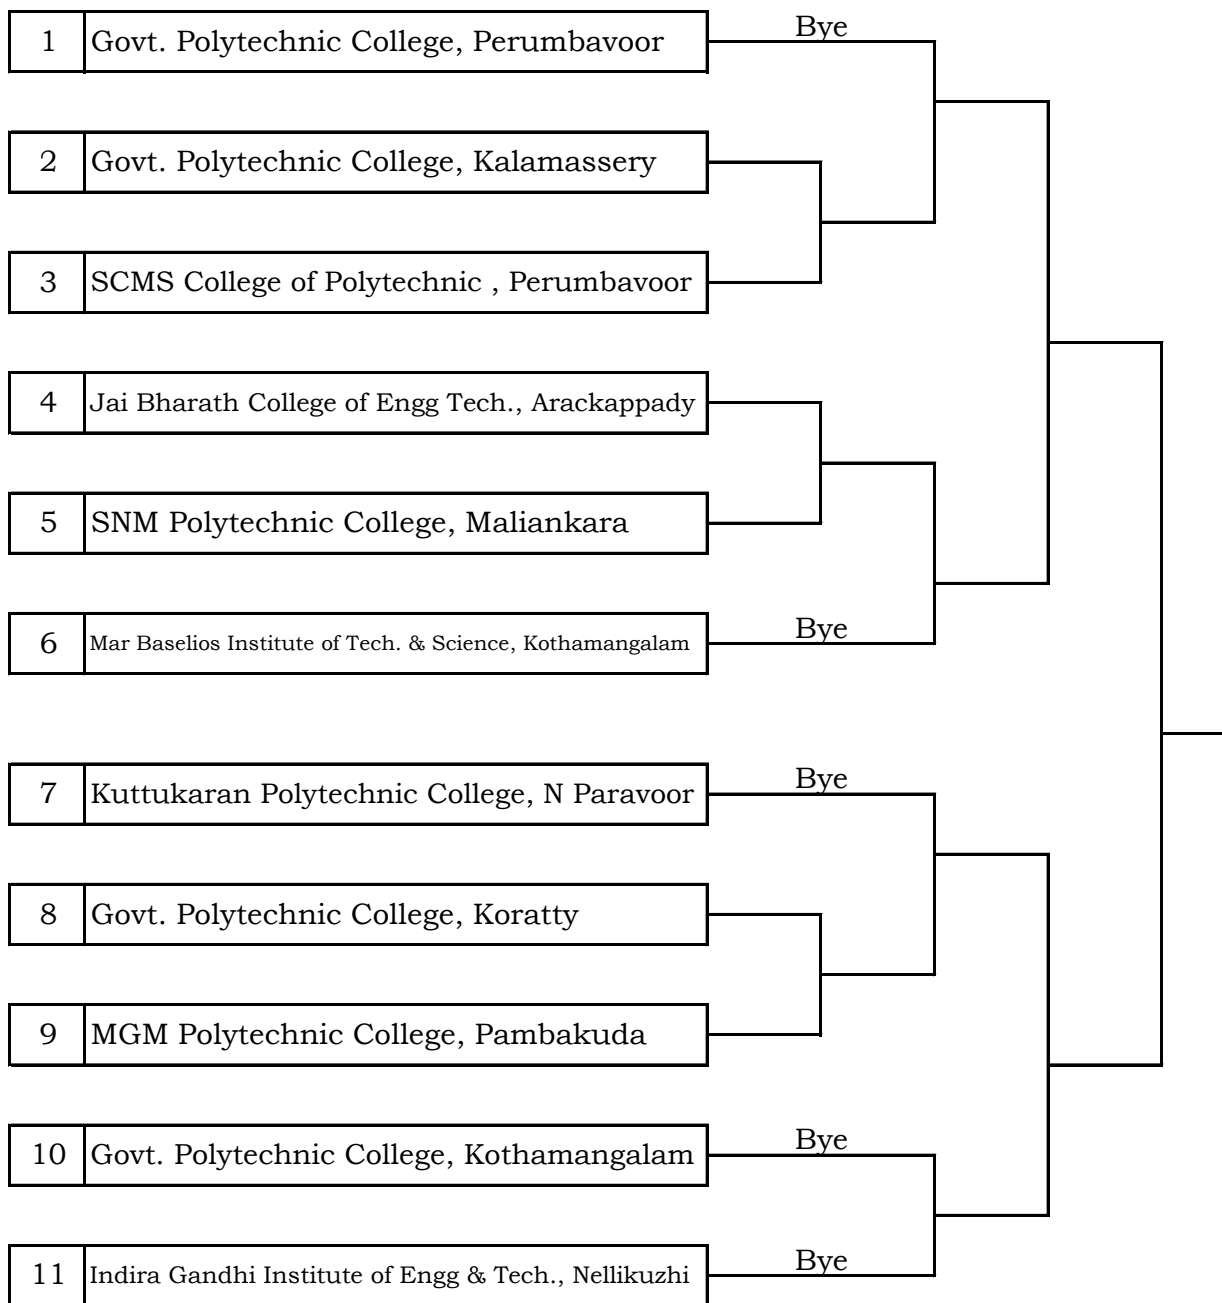 1 Govt. Polytechnic College, Perumbavoor Bye
2 Govt. Polytechnic College, Kalamassery
3 SCMS College of Polytechnic , Perumbavoor
4 Jai Bharath College of Engg Tech., Arackappady
5 SNM Polytechnic College, Maliankara
6 Mar Baselios Institute of Tech. & Science, Kothamangalam Bye
7 Kuttukaran Polytechnic College, N Paravoor Bye
8 Govt. Polytechnic College, Koratty
9 MGM Polytechnic College, Pambakuda
10 Govt. Polytechnic College, Kothamangalam Bye
11 Indira Gandhi Institute of Engg & Tech., Nellikuzhi Bye